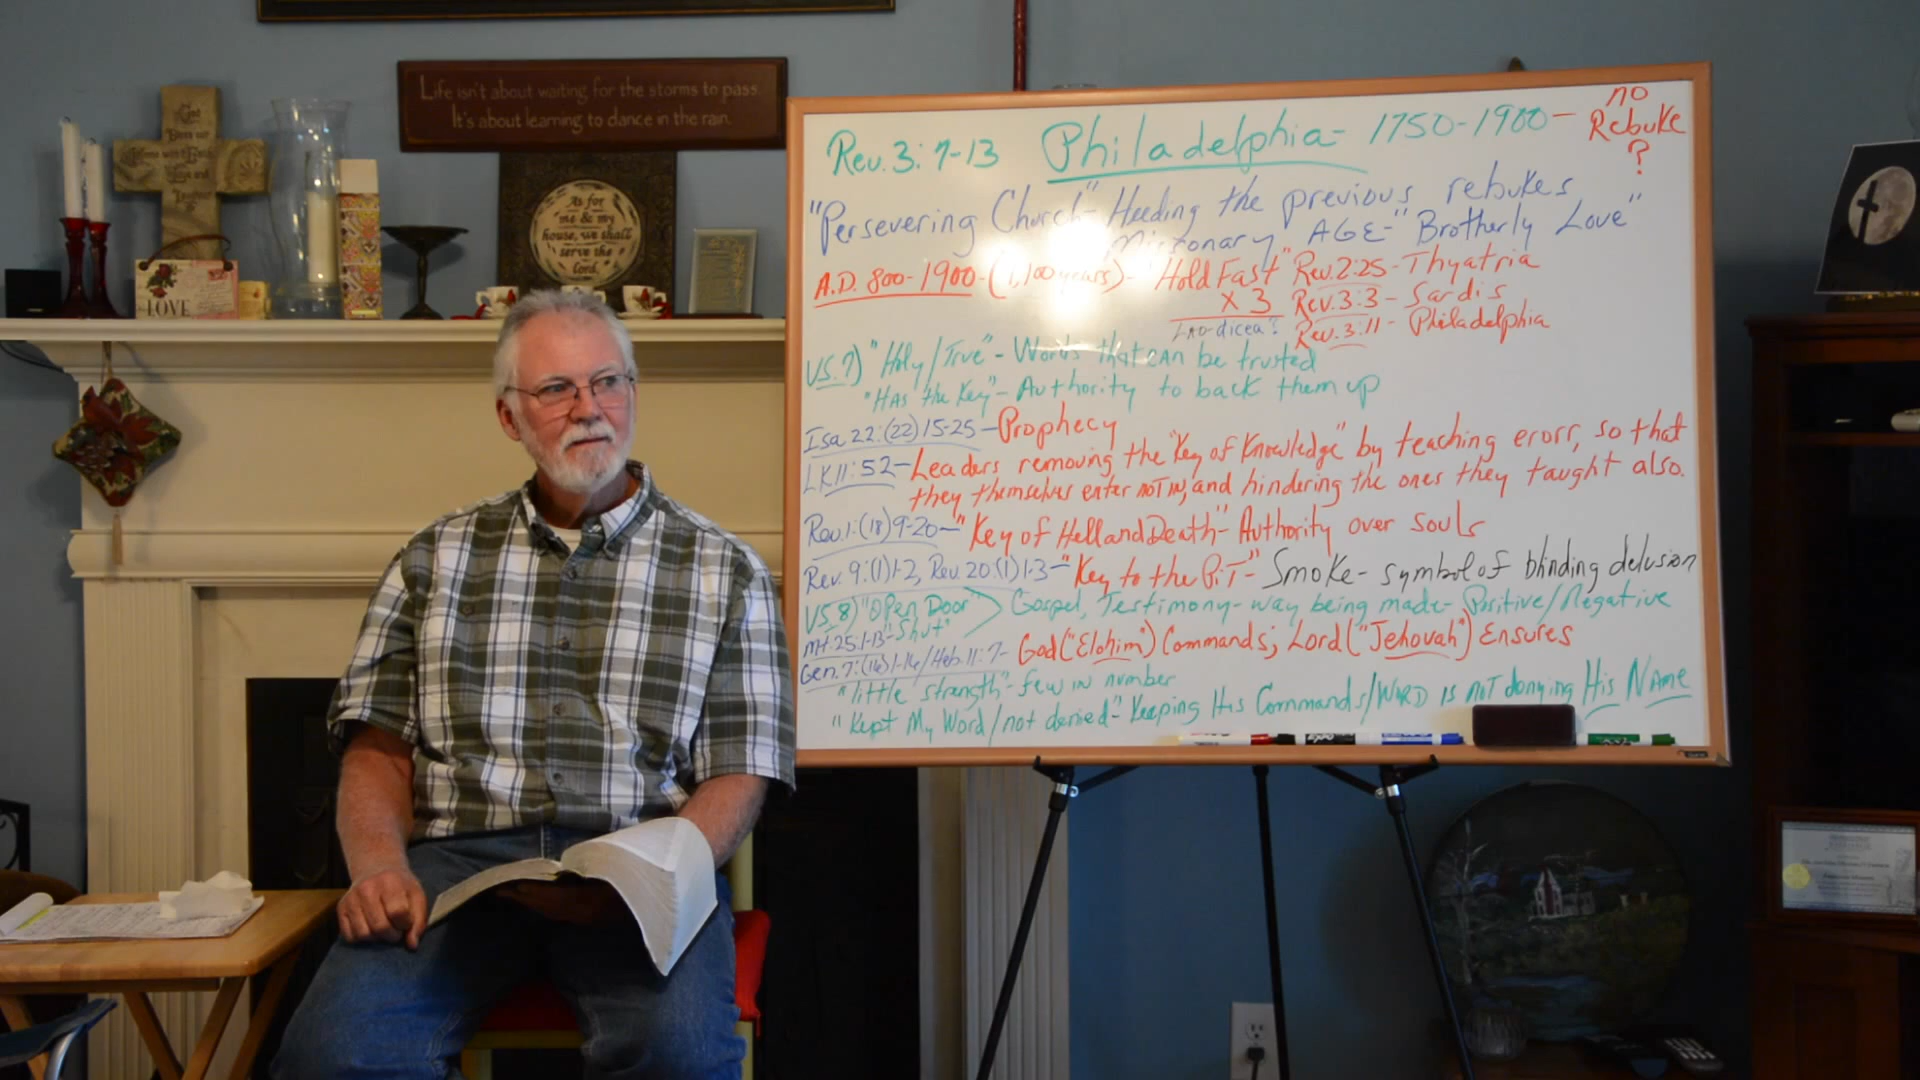 Life isn't about waiting for the storms to pass.
It's about learning to dance in the rain.
God
Bless our
As for
me & my
house, we shall
serve the
Lord.
LOVE
Rev. 3:7-13 Philadelphia- 1750-1900- no
Rebuke
?
"Persevering Church"- Heeding the previous rebukes
Missionary AGE- "Brotherly Love"
A.D. 800-1900-(1,100 years)- "Hold Fast" Rev. 2:25- Thyatria
X 3 Rev. 3:3- Sardis
LAO-dicea? Rev. 3:11- Philadelphia
VS.7) "Holy/True"- Words that can be trusted
"HAS the Key"- Authority to back them up
Isa 22:(22)15-25-Prophecy
LK11:52-Leaders removing the "Key of Knowledge" by teaching erorr, so that
they themselves enter not IN, and hindering the ones they taught also.
Rev.1:(18)9-20-"Key of Hell and Death"- Authority over souls
Rev. 9:(1)1-2, Rev. 20:(1)1-3-"Key to the PiT"- Smoke- symbol of blinding delusion
VS.8) "OPen Door" > Gospel, Testimony-way being made- Positive/Negative
Mt.25:1-13-"Shut"
Gen.7:(16)1-16/Heb.11:7- God("Elohim") Commands; Lord("Jehovah") Ensures
"little strength"- few in number
"Kept My Word/not denied"- Keeping His Commands/WORD is not denying His NAME